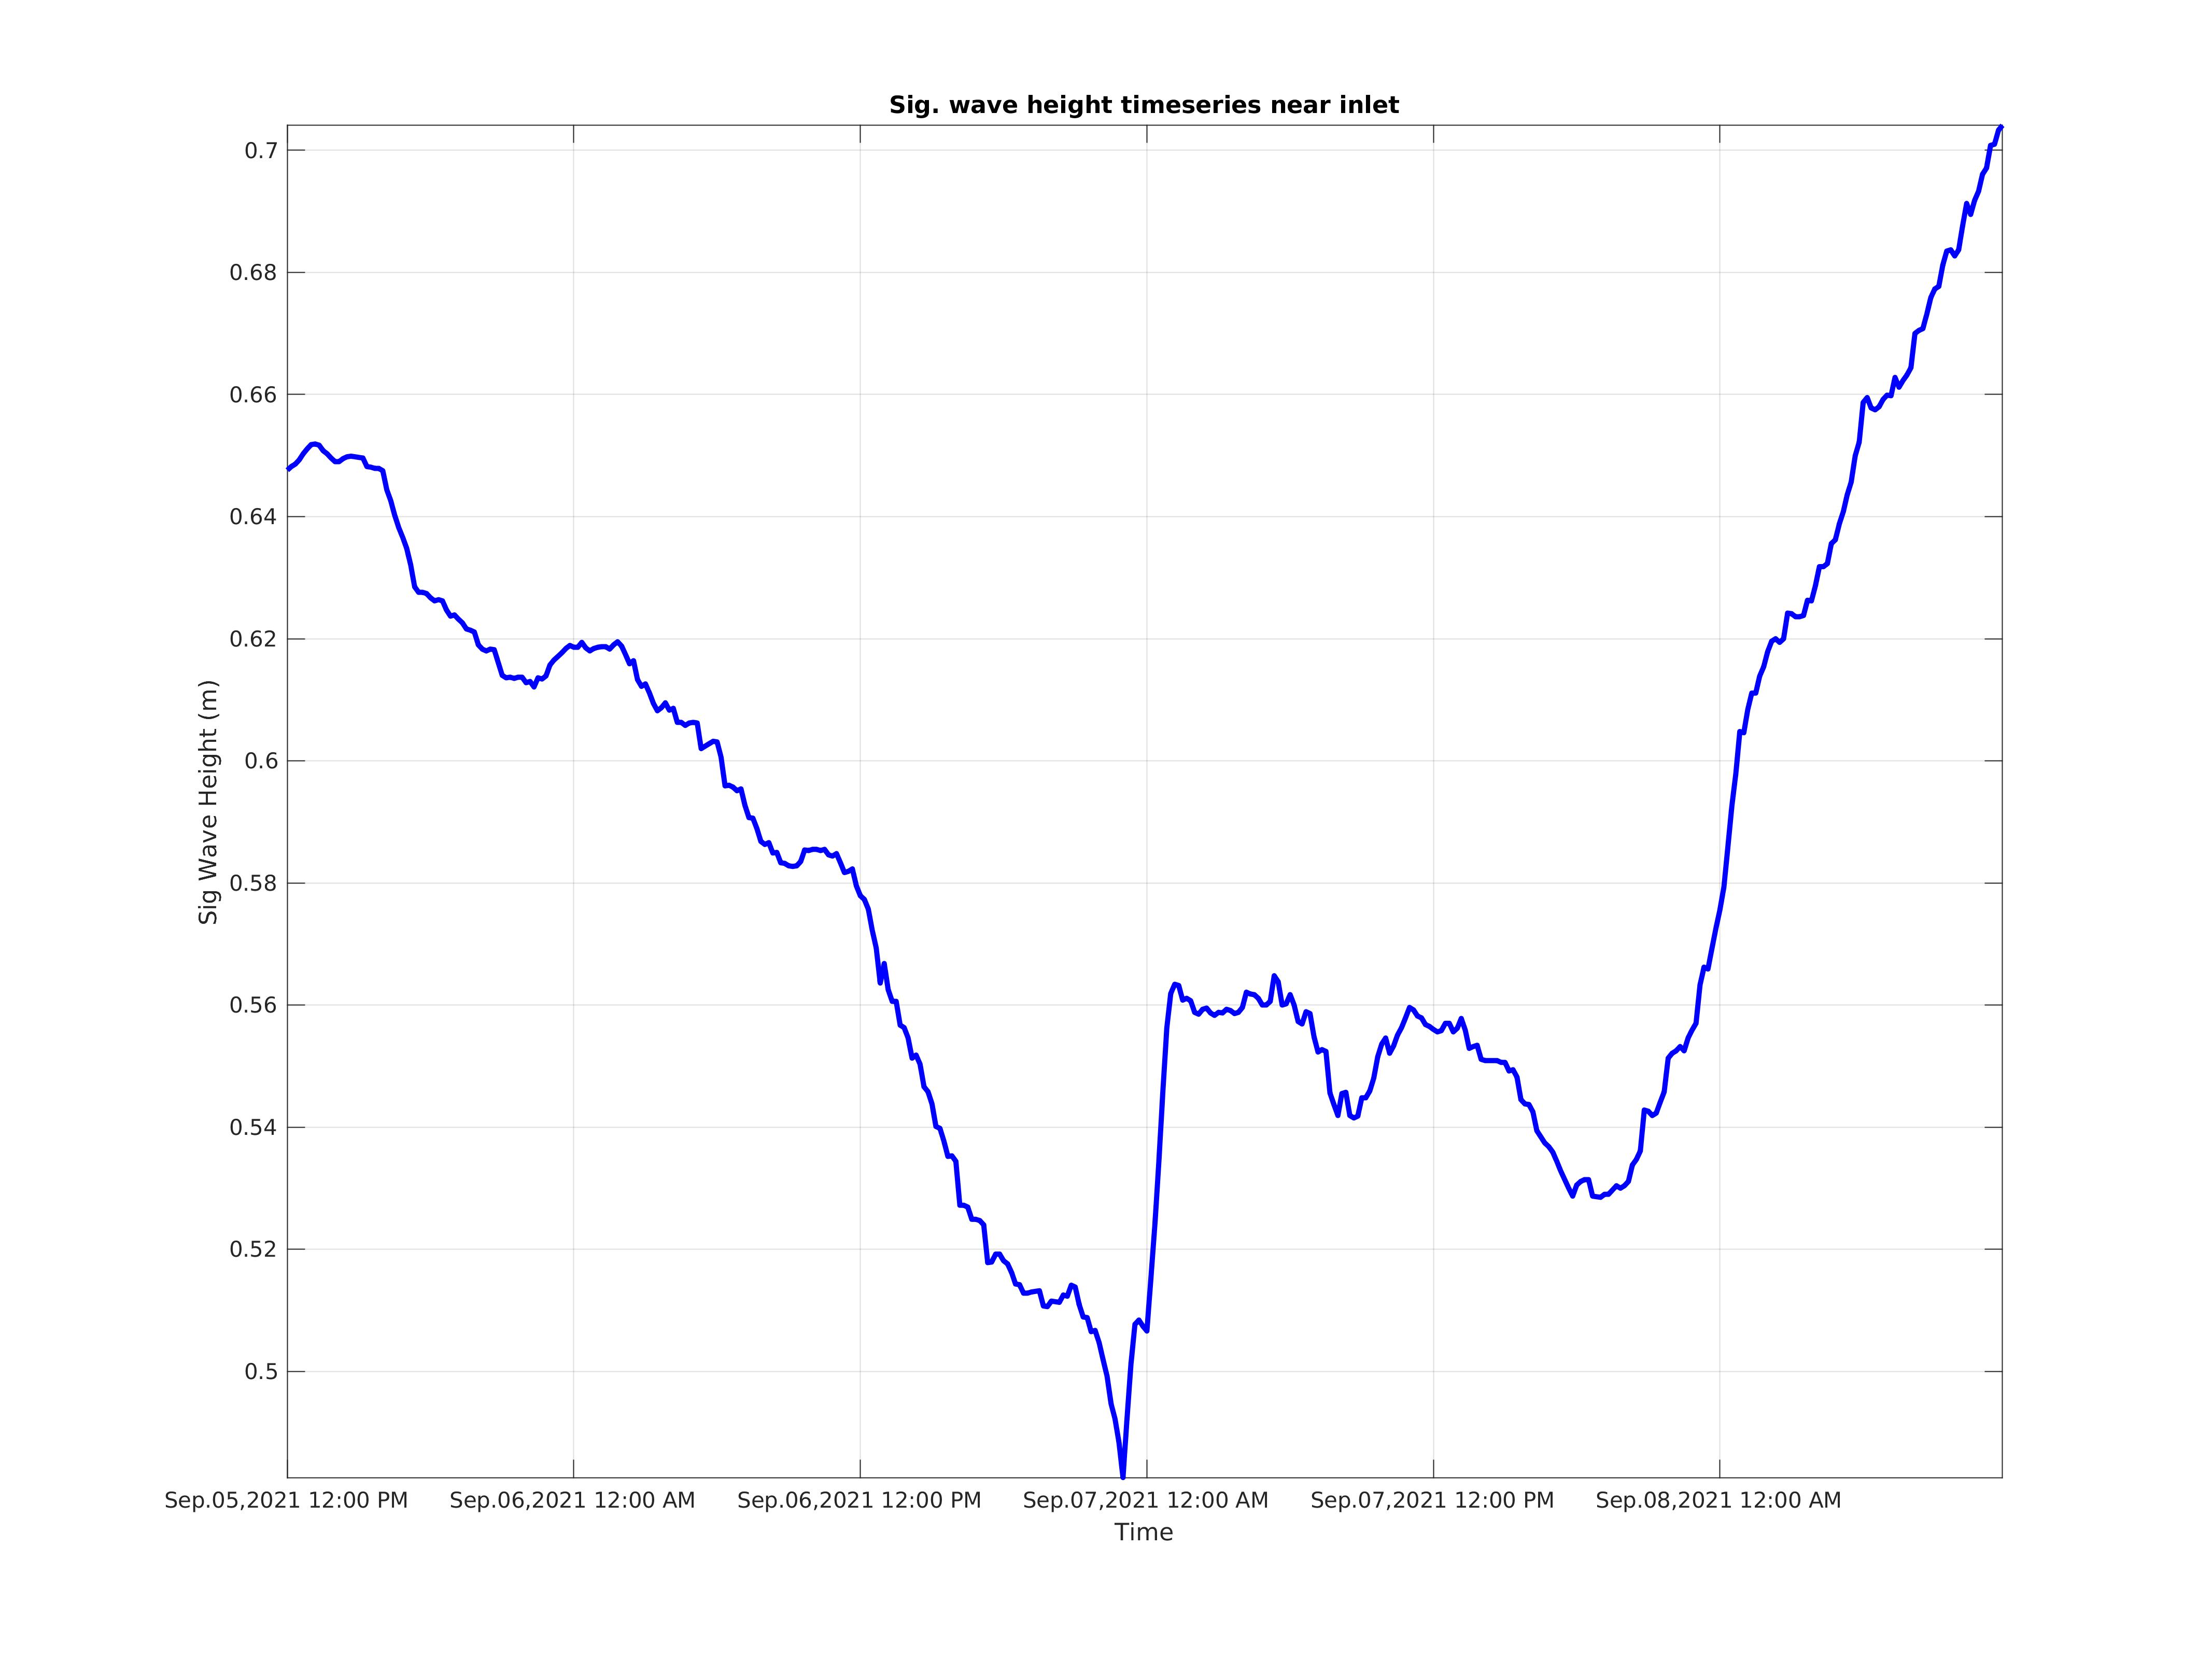 Sig. wave height timeseries near inlet
0.7
0.68
0.66
0.64
0.62
0.6
0.58
0.56
0.54
0.52
0.5
Sig Wave Height (m)
Sep.05,2021 12:00 PM Sep.06,2021 12:00 AM Sep.06,2021 12:00 PM Sep.07,2021 12:00 AM Sep.07,2021 12:00 PM Sep.08,2021 12:00 AM
Time